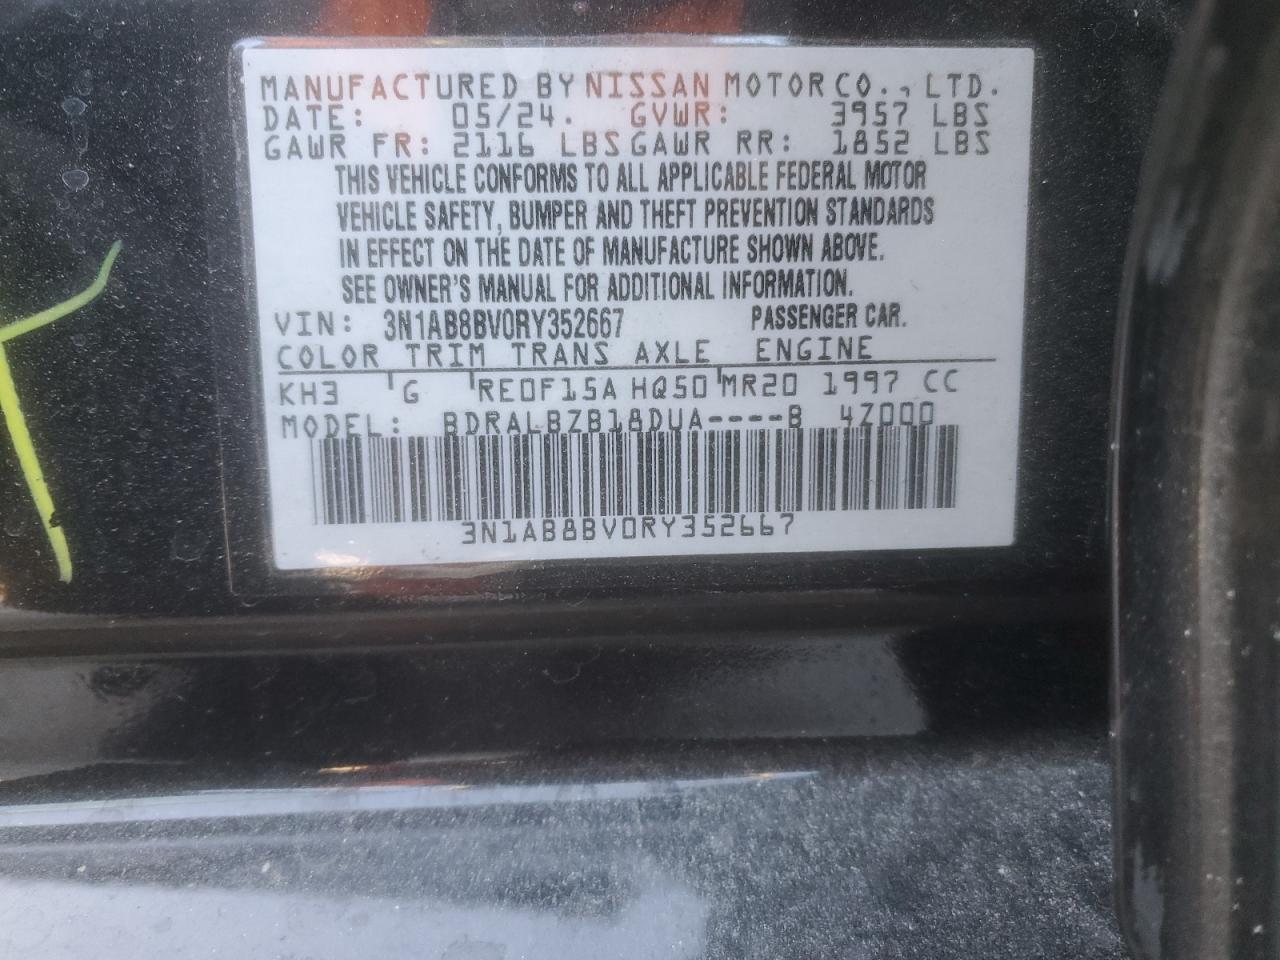 MANUFACTURED BY NISSAN MOTOR CO., LTD.
DATE: 05/24. GVWR: 3957 LBS
GAWR FR: 2116 LBS GAWR RR: 1852 LBS
THIS VEHICLE CONFORMS TO ALL APPLICABLE FEDERAL MOTOR
VEHICLE SAFETY, BUMPER AND THEFT PREVENTION STANDARDS
IN EFFECT ON THE DATE OF MANUFACTURE SHOWN ABOVE.
SEE OWNER'S MANUAL FOR ADDITIONAL INFORMATION.
VIN: 3N1AB8BV0RY352667 PASSENGER CAR.
COLOR TRIM TRANS AXLE ENGINE
KH3 G RE0F15A HQ50 MR20 1997 CC
MODEL: BDRALBZB18DUA----B 4Z000
3N1AB8BV0RY352667